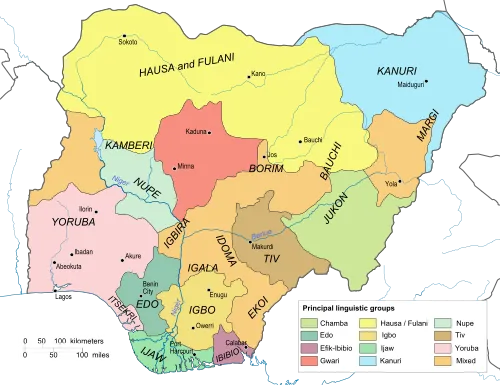 Sokoto
HAUSA and FULANI
Kano
KANURI
Maiduguri
Kaduna
KAMBERI
Bauchi
MARGI
Jos
BORIM
BAUCHI
Minna
Niger
NUPE
Yola
Ilorin
YORUBA
JUKON
IGBIRA
IDOMA
Benue
Makurdi
TIV
Ibadan
Abeokuta
Akure
IGALA
Benin
City
EDO
Enugu
Lagos
ITSEKRI
Niger
IGBO
EKOI
Owerri
IJAW
Port
Harcourt
Calabar
IBIBIO
0 50 100 kilometers
0 50 100 miles
Principal linguistic groups
Chamba
Edo
Efik-Ibibio
Gwari
Hausa / Fulani
Igbo
Ijaw
Kanuri
Nupe
Tiv
Yoruba
Mixed